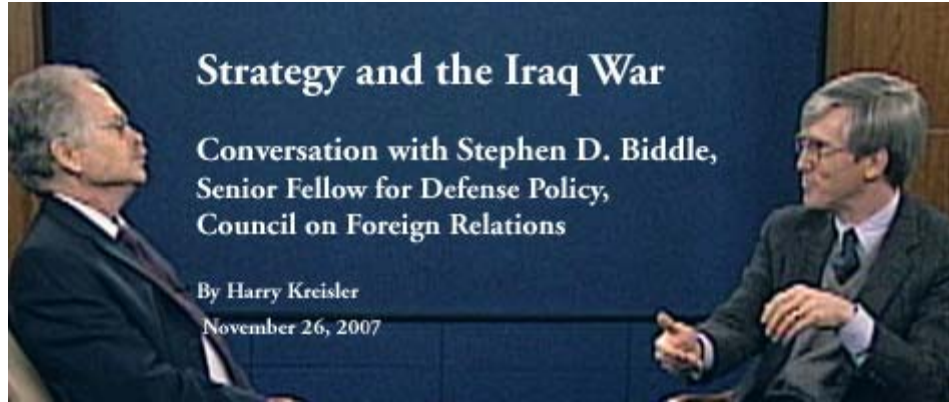 Strategy and the Iraq War
Conversation with Stephen D. Biddle,
Senior Fellow for Defense Policy,
Council on Foreign Relations
By Harry Kreisler
November 26, 2007